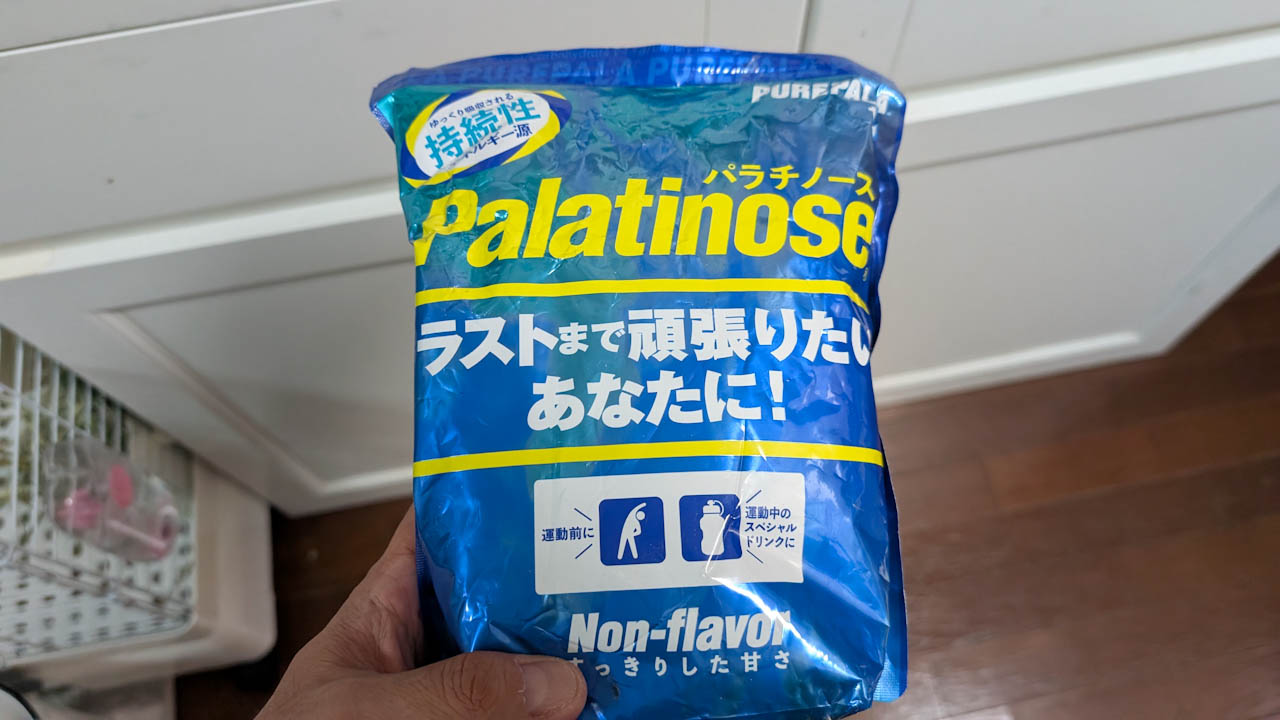 PUREPALA PUREPALA
PUREPALA
ゆっくり吸収される
持続性
ネルギー源
パラチノース
Palatinose
ラストまで頑張りたい
あなたに!
運動前に
運動中の
スペシャル
ドリンクに
Non-flavor
すっきりした甘さ